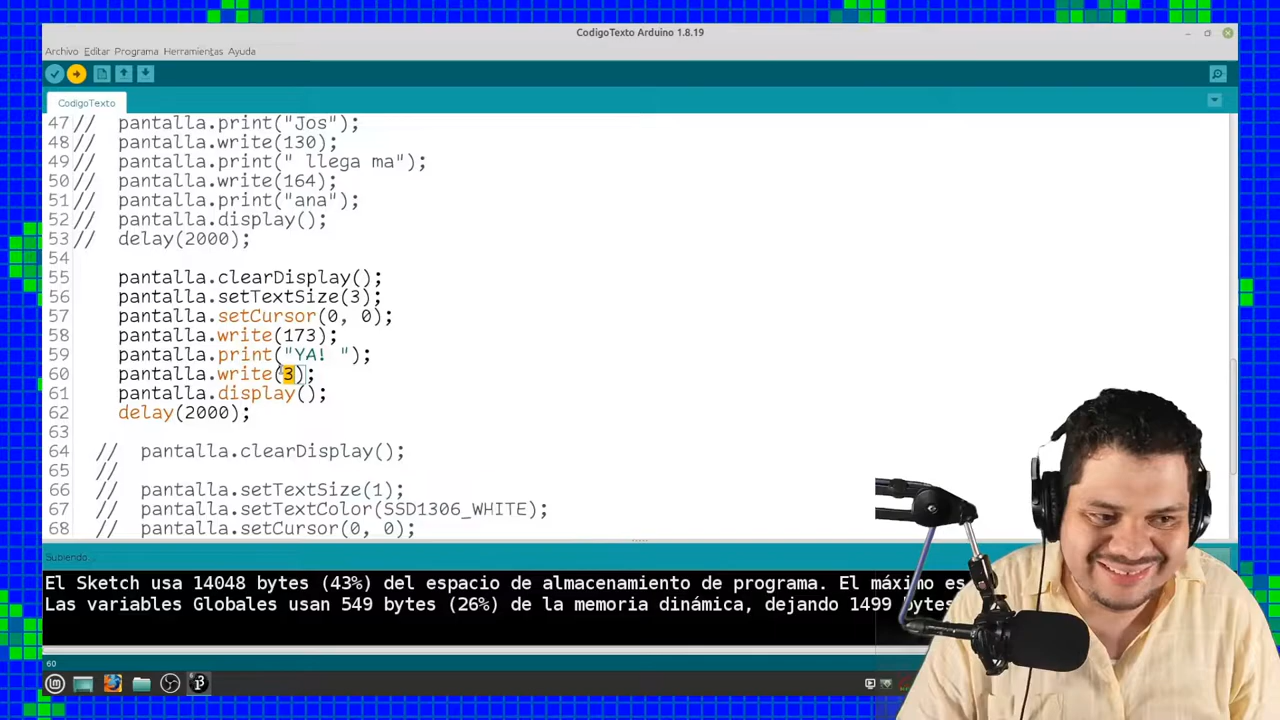 CodigoTexto Arduino 1.8.19
Archivo Editar Programa Herramientas Ayuda
CodigoTexto
47 // pantalla.print("Jos");
48 // pantalla.write(130);
49 // pantalla.print(" llega ma");
50 // pantalla.write(164);
51 // pantalla.print("ana");
52 // pantalla.display();
53 // delay(2000);
54
55 pantalla.clearDisplay();
56 pantalla.setTextSize(3);
57 pantalla.setCursor(0, 0);
58 pantalla.write(173);
59 pantalla.print("YA! ");
60 pantalla.write(3);
61 pantalla.display();
62 delay(2000);
63
64 // pantalla.clearDisplay();
65 //
66 // pantalla.setTextSize(1);
67 // pantalla.setTextColor(SSD1306_WHITE);
68 // pantalla.setCursor(0, 0);
Subiendo...
El Sketch usa 14048 bytes (43%) del espacio de almacenamiento de programa. El máximo es
Las variables Globales usan 549 bytes (26%) de la memoria dinámica, dejando 1499 bytes
60